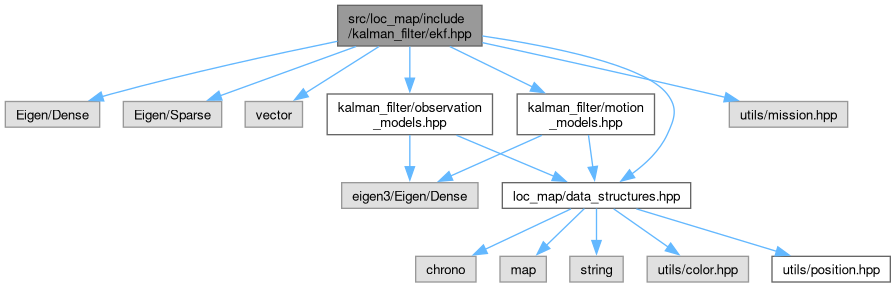 src/loc_map/include
/kalman_filter/ekf.hpp
Eigen/Dense
Eigen/Sparse
vector
kalman_filter/observation
_models.hpp
kalman_filter/motion
_models.hpp
utils/mission.hpp
eigen3/Eigen/Dense
loc_map/data_structures.hpp
chrono
map
string
utils/color.hpp
utils/position.hpp